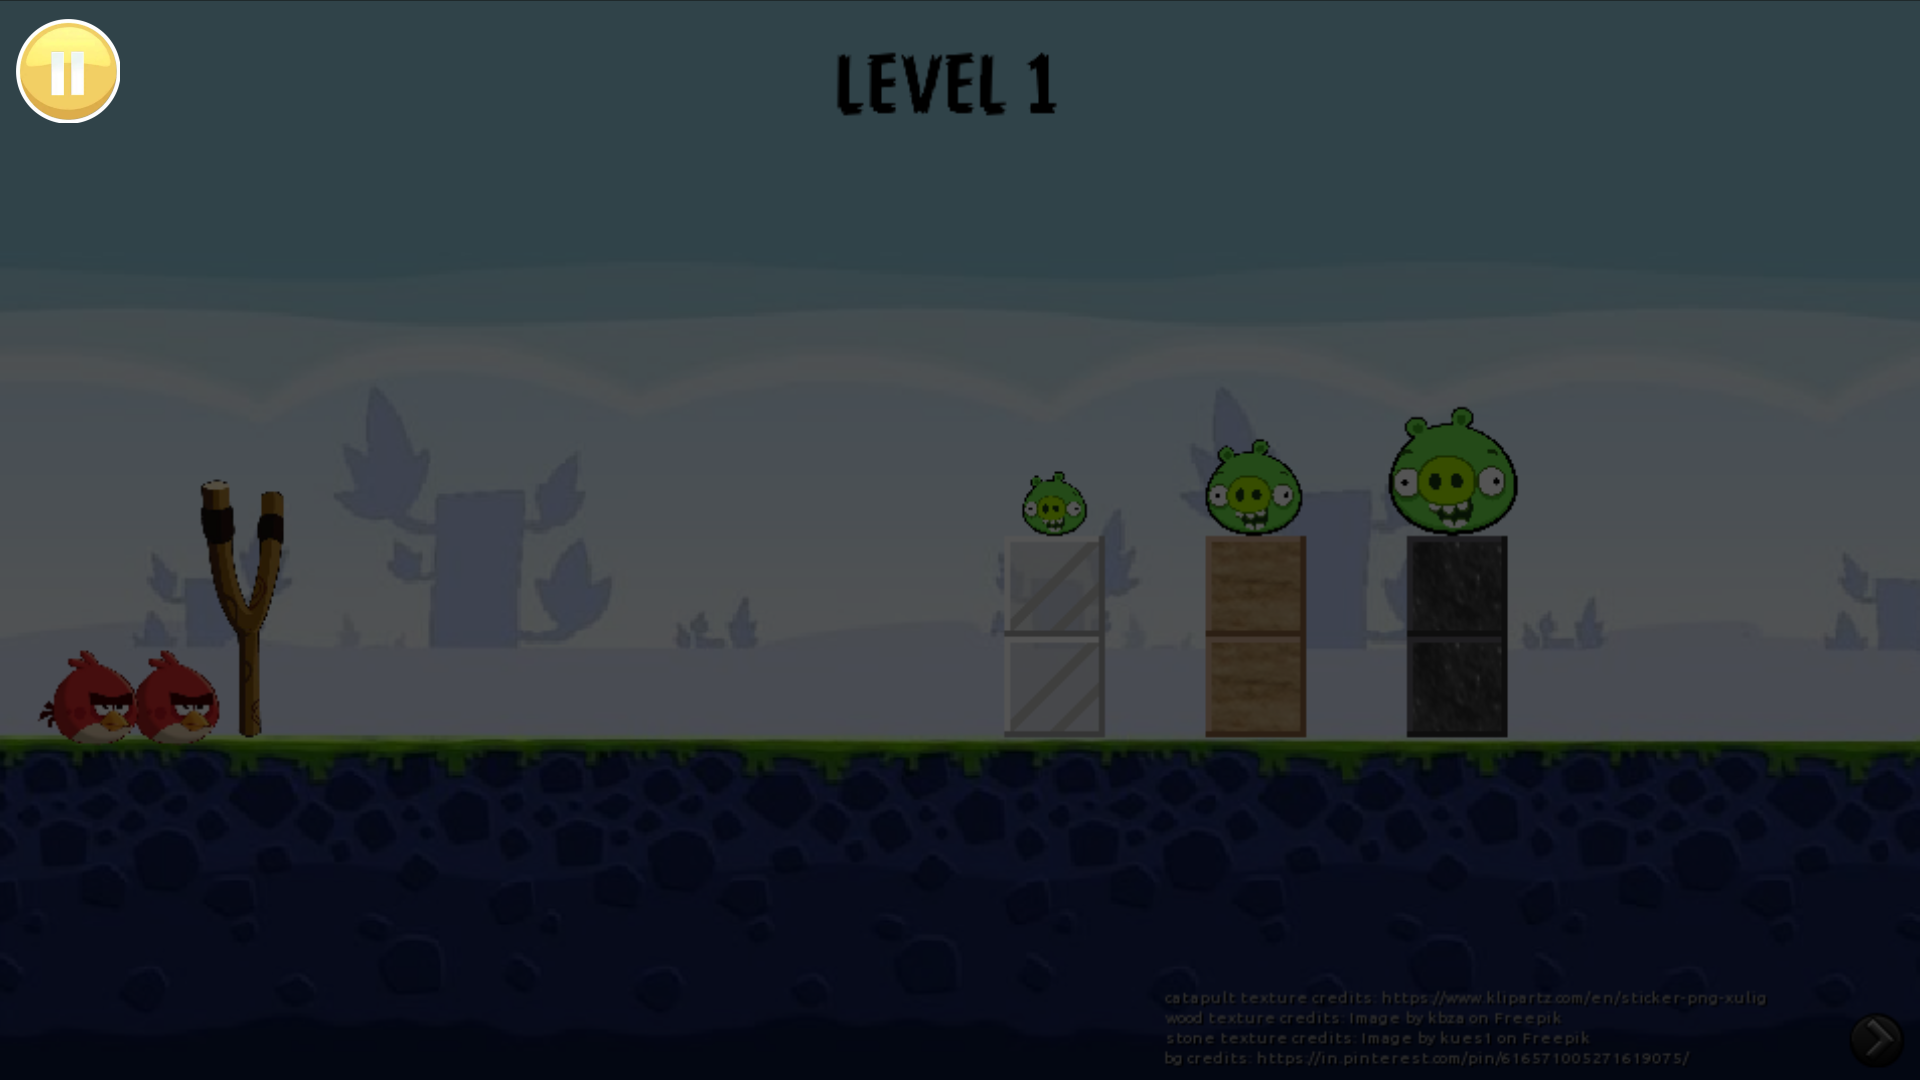 LEVEL 1
catapult texture credits: https://www.klipartz.com/en/sticker-png-xulig
wood texture credits: Image by kbza on Freepik
stone texture credits: Image by kues1 on Freepik
bg credits: https://in.pinterest.com/pin/616571005271619075/